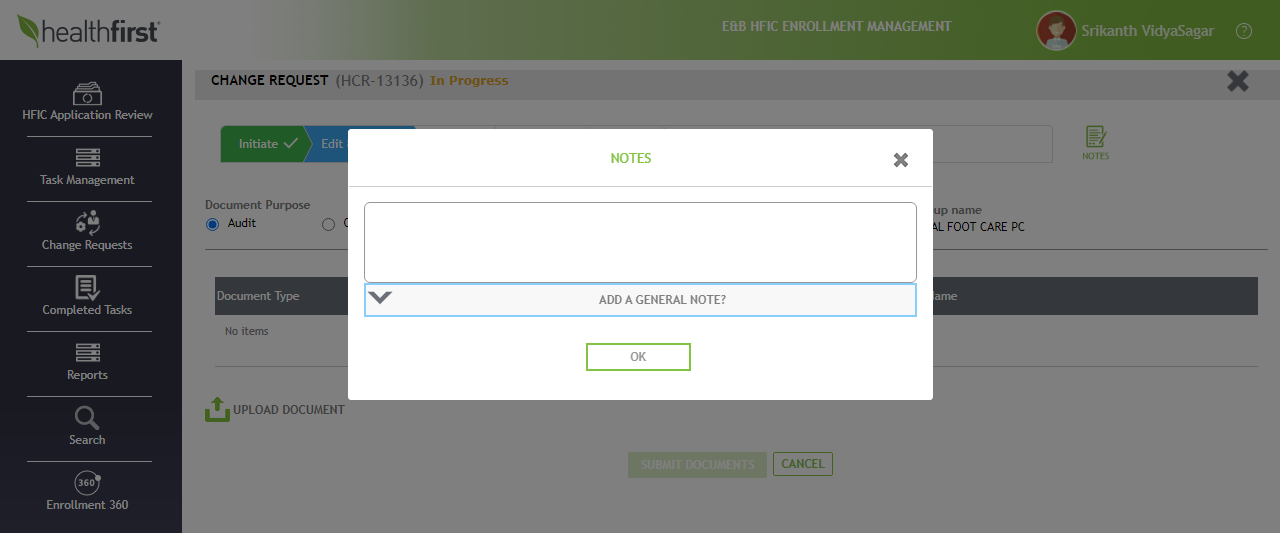 healthfirst
E&B HFIC ENROLLMENT MANAGEMENT
Srikanth VidyaSagar
?
HFIC Application Review
Task Management
Change Requests
Completed Tasks
Reports
Search
360
Enrollment 360
CHANGE REQUEST (HCR-13136) In Progress
Initiate
Edit
NOTES
Document Purpose
Audit
up name
AL FOOT CARE PC
Document Type
ame
No items
UPLOAD DOCUMENT
SUBMIT DOCUMENTS
CANCEL
NOTES
ADD A GENERAL NOTE?
OK